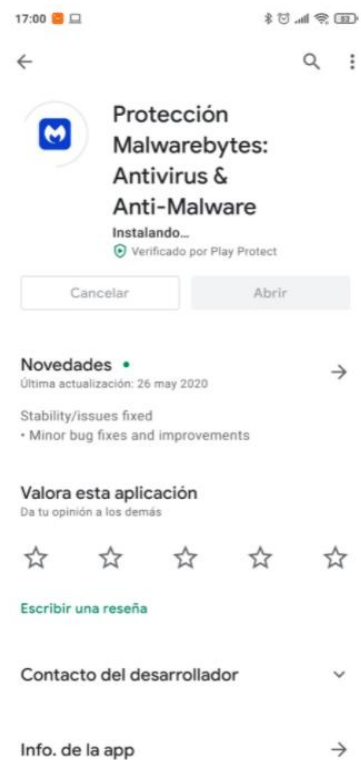 17:00
Protección
Malwarebytes:
Antivirus &
Anti-Malware
Instalando...
Verificado por Play Protect
Cancelar
Abrir
Novedades •
Última actualización: 26 may 2020
Stability/issues fixed
• Minor bug fixes and improvements
Valora esta aplicación
Da tu opinión a los demás
Escribir una reseña
Contacto del desarrollador
Info. de la app